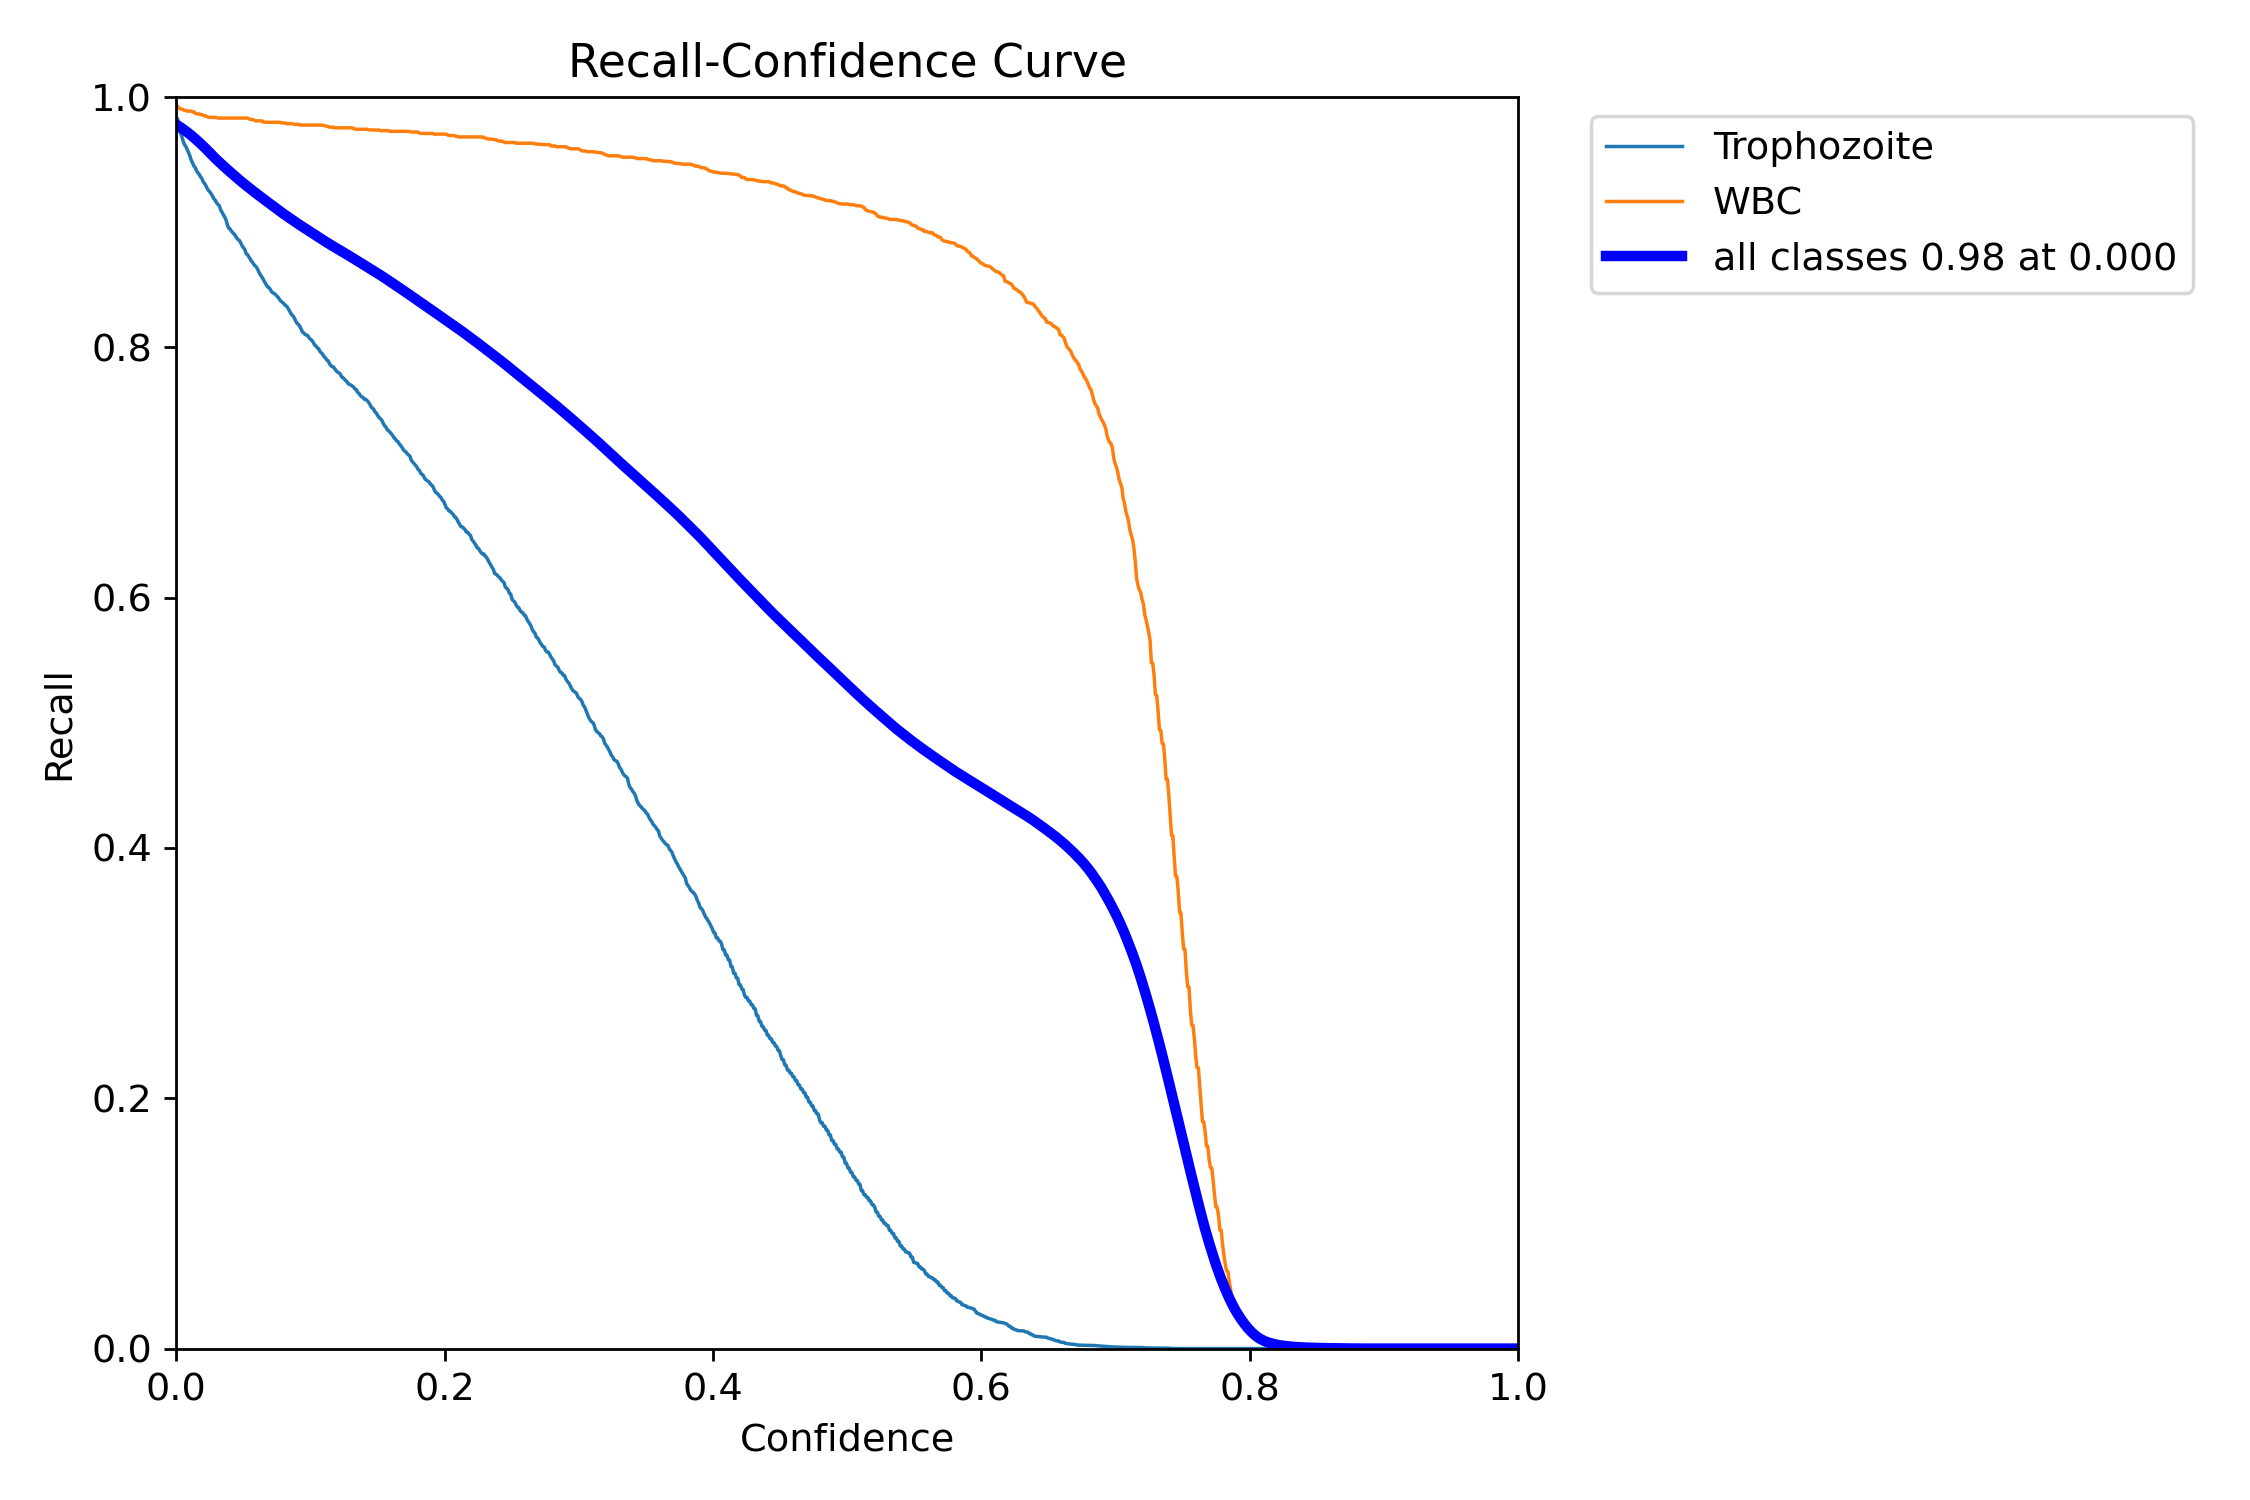 Recall-Confidence Curve
Trophozoite
WBC
all classes 0.98 at 0.000
1.0
0.8
0.6
0.4
0.2
0.0
Recall
0.0 0.2 0.4 0.6 0.8 1.0
Confidence